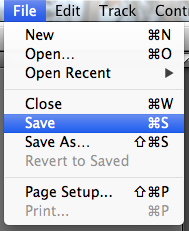 File Edit Track Cont
New ⌘N
Open... ⌘O
Open Recent ▶
Close ⌘W
Save ⌘S
Save As... ⇧⌘S
Revert to Saved
Page Setup... ⇧⌘P
Print... ⌘P